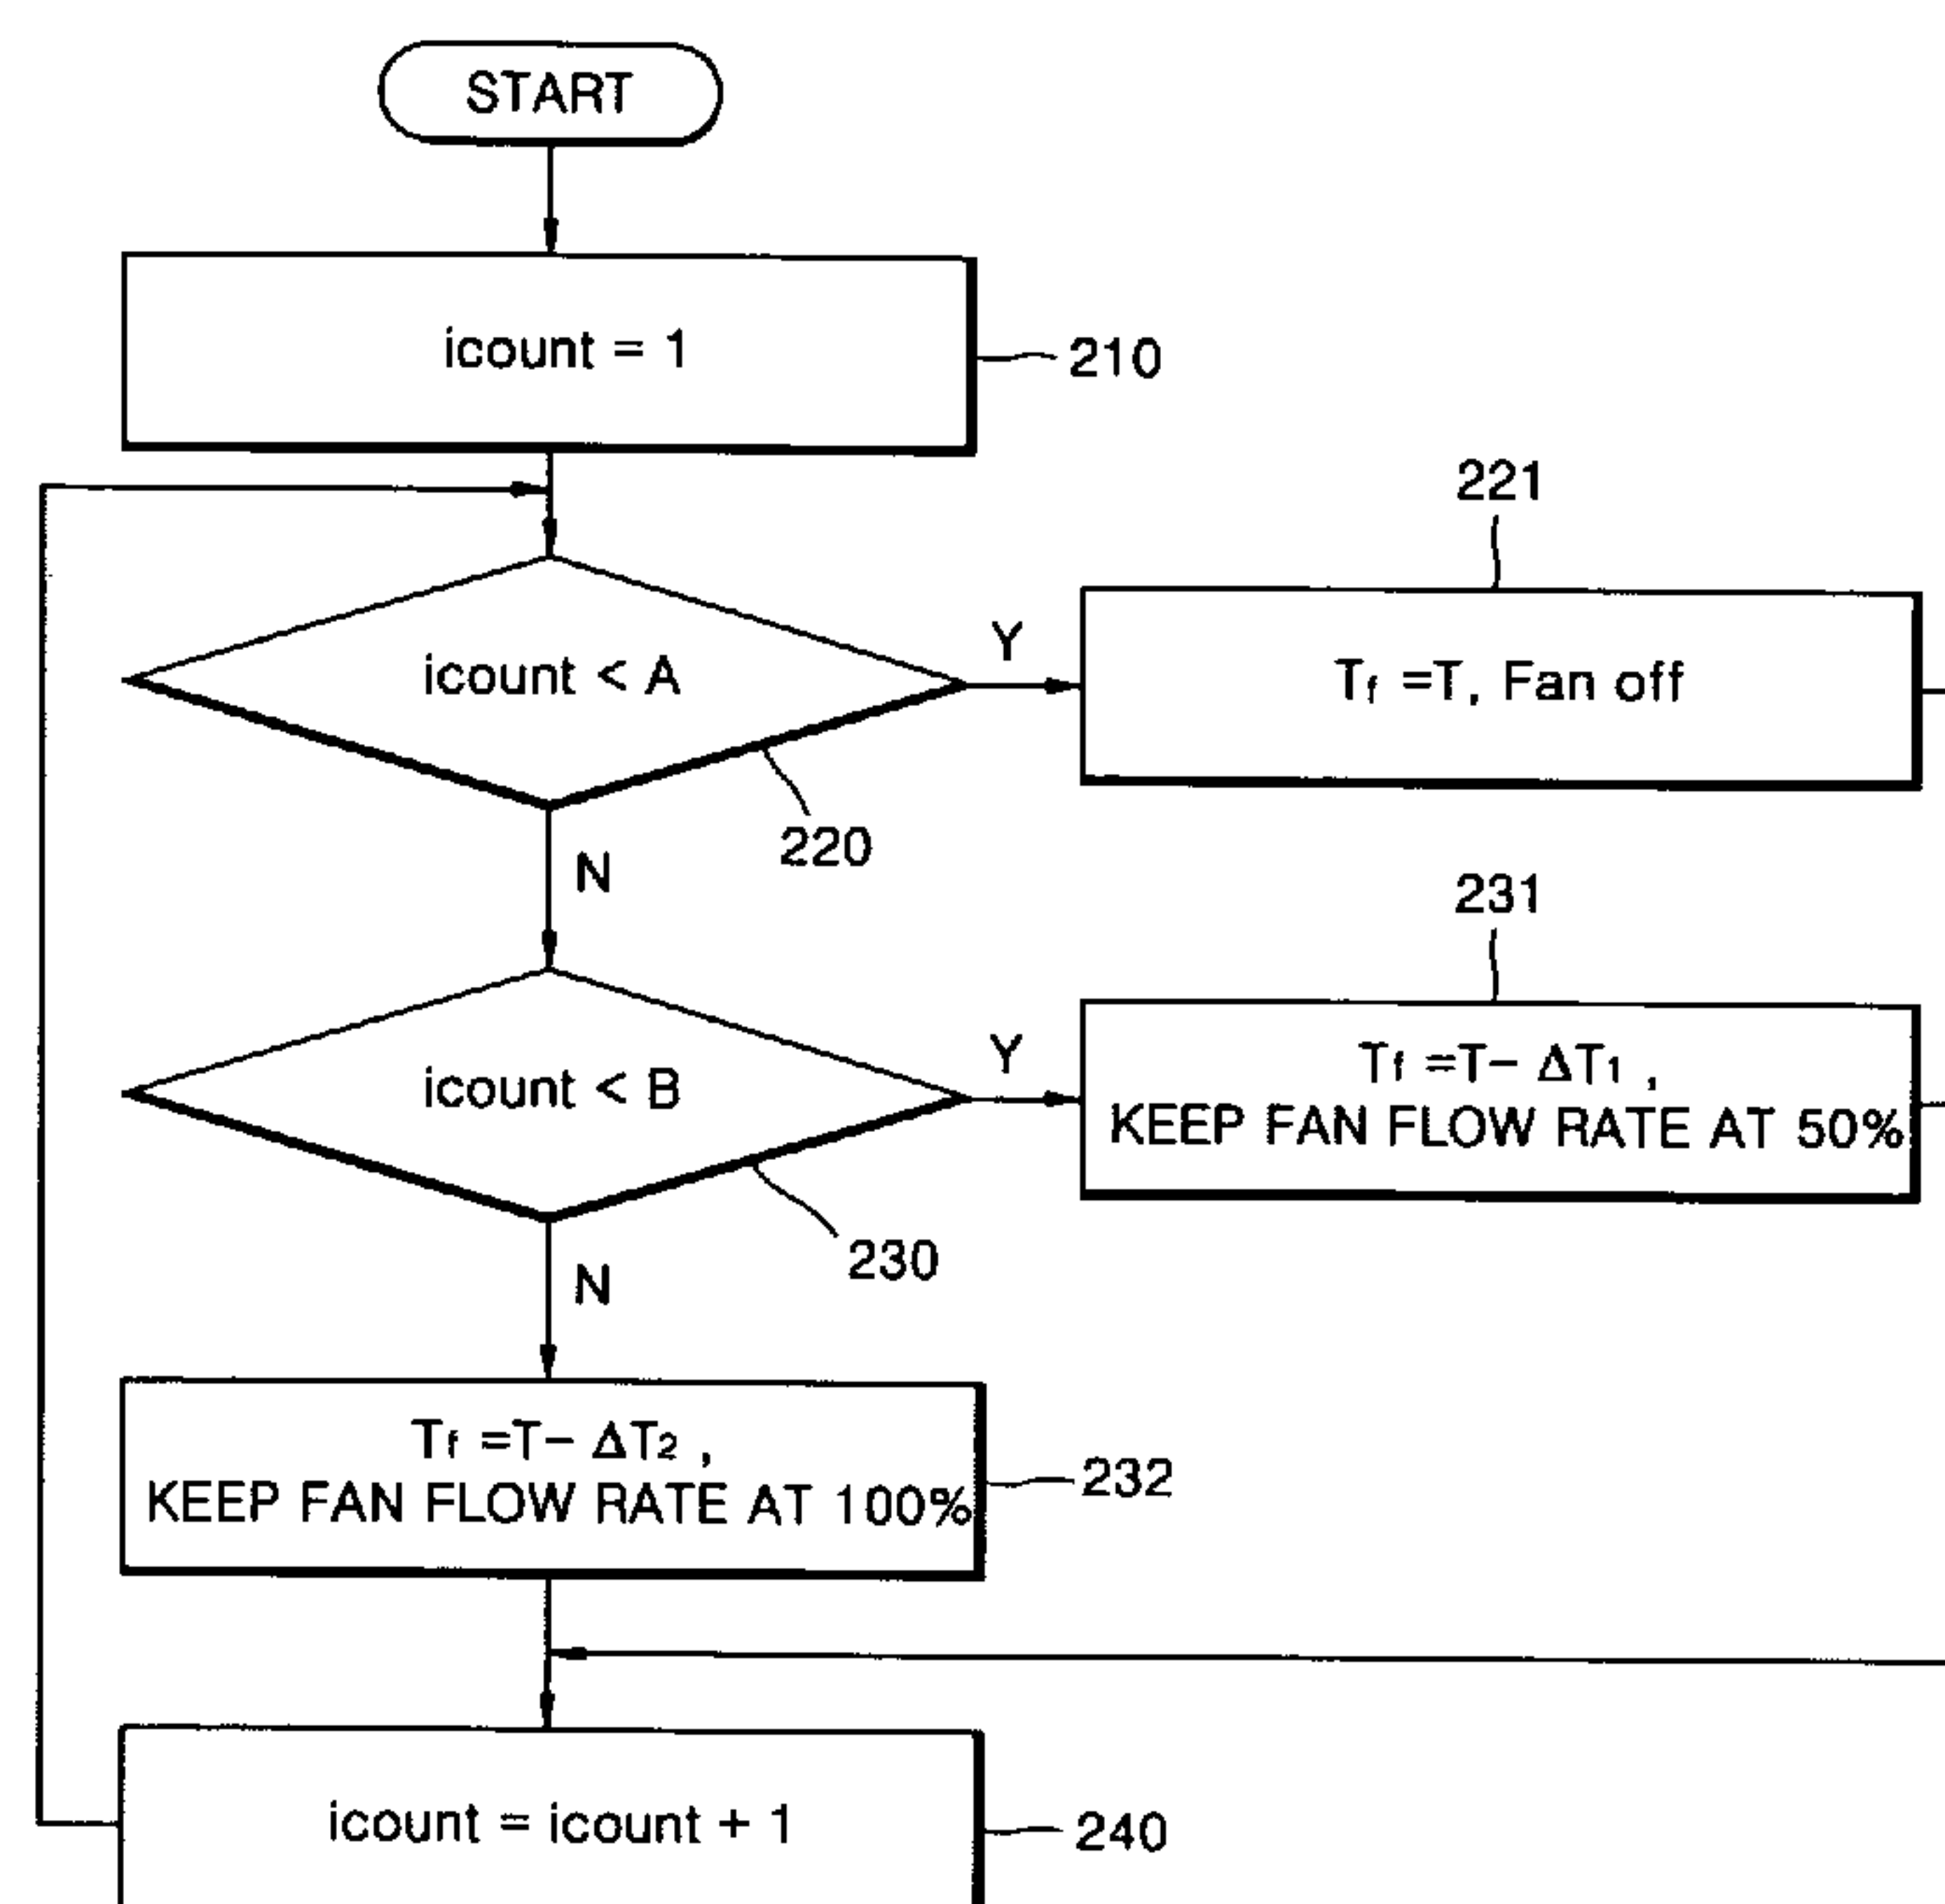 START
icount = 1
210
221
icount < A
Y
Tf =T, Fan off
220
N
231
icount < B
Y
Tf =T− ΔT1 ,
KEEP FAN FLOW RATE AT 50%
230
N
Tf =T− ΔT2 ,
KEEP FAN FLOW RATE AT 100%
232
icount = icount + 1
240